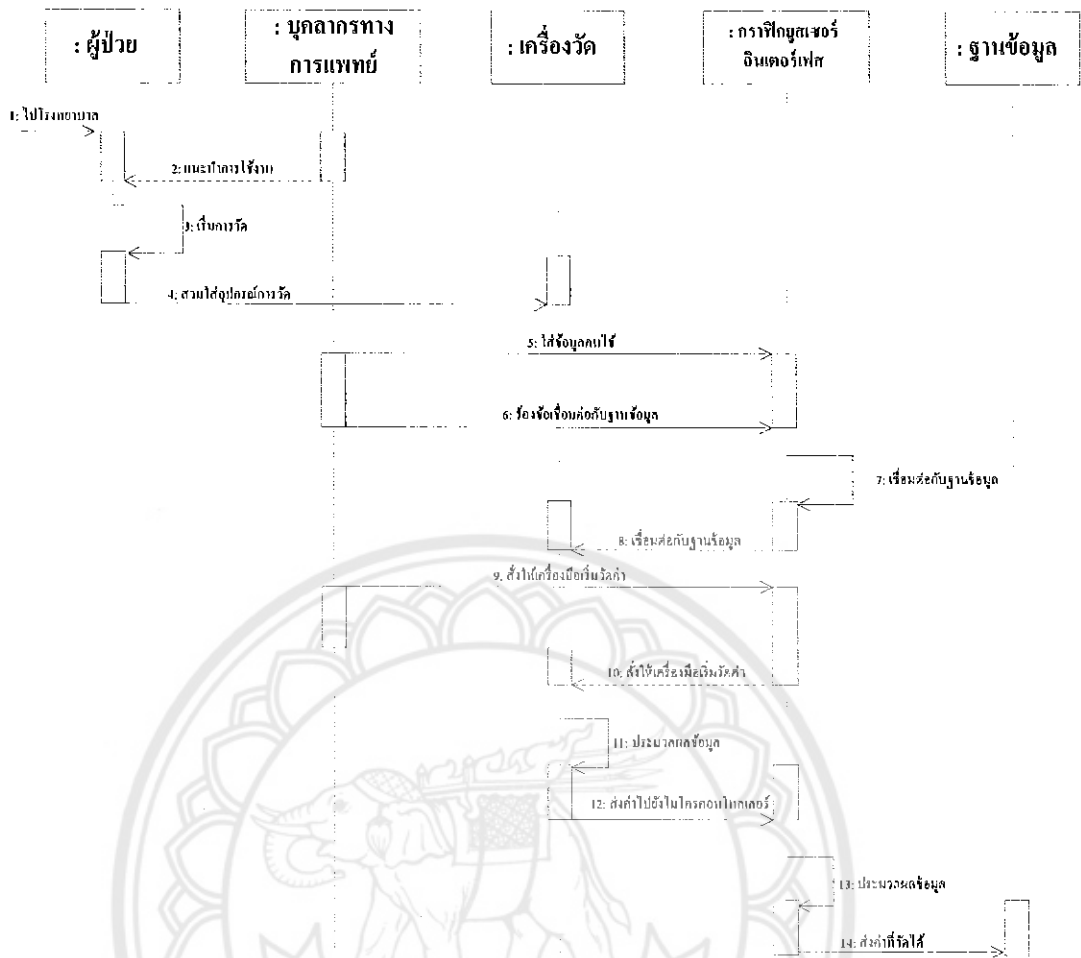 : ผู้ป่วย
: บุคลากรทาง
การแพทย์
: เครื่องวัด
: กราฟิกยูสเซอร์
อินเตอร์เฟส
: ฐานข้อมูล
1: ไปโรงพยาบาล
2: แนะนำการใช้งาน
3: เริ่มการวัด
4: สวมใส่อุปกรณ์การวัด
5: ใส่ข้อมูลคนไข้
6: ร้องขอเชื่อมต่อกับฐานข้อมูล
7: เชื่อมต่อกับฐานข้อมูล
8: เชื่อมต่อกับฐานข้อมูล
9: สั่งให้เครื่องมือเริ่มวัดค่า
10: สั่งให้เครื่องมือเริ่มวัดค่า
11: ประมวลผลข้อมูล
12: ส่งค่าไปยังไมโครคอนโทลเลอร์
13: ประมวลผลข้อมูล
14: ส่งค่าที่วัดได้